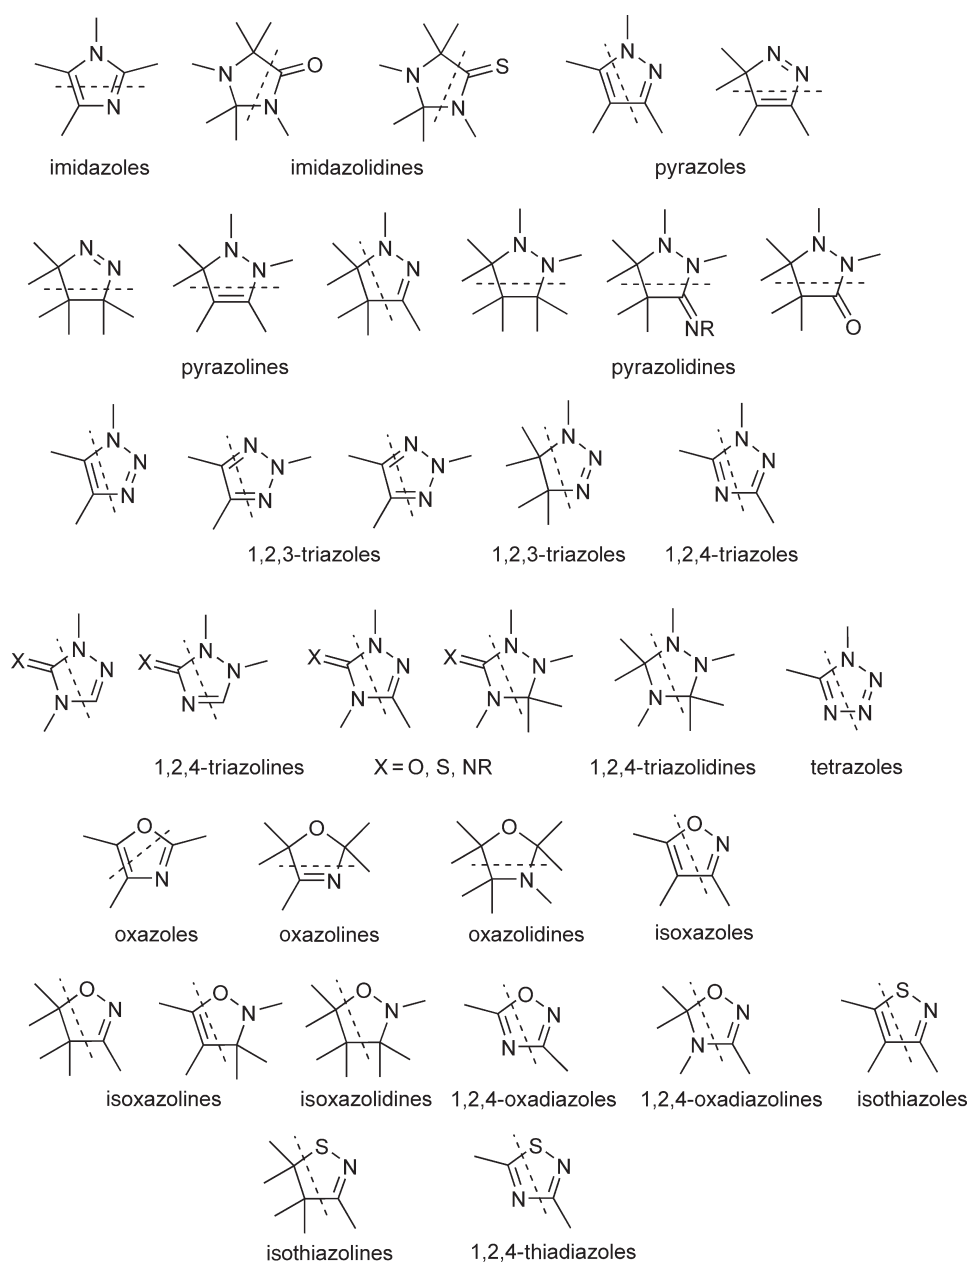 N N
N N O
N N S
N N
N N
imidazoles imidazolidines pyrazoles
N N
N N
N N
N N
N N NR
N N O
pyrazolines pyrazolidines
N N N
N N N
N N N
N N N
N N N
1,2,3-triazoles 1,2,3-triazoles 1,2,4-triazoles
X N N N
X N N N
X N N N
X N N N
N N N
N N N N
1,2,4-triazolines X=O, S, NR 1,2,4-triazolidines tetrazoles
O N
O N
O N
O N
oxazoles oxazolines oxazolidines isoxazoles
O N
O N
O N
O N N
O N N
S N
isoxazolines isoxazolidines 1,2,4-oxadiazoles 1,2,4-oxadiazolines isothiazoles
S N
S N N
isothiazolines 1,2,4-thiadiazoles